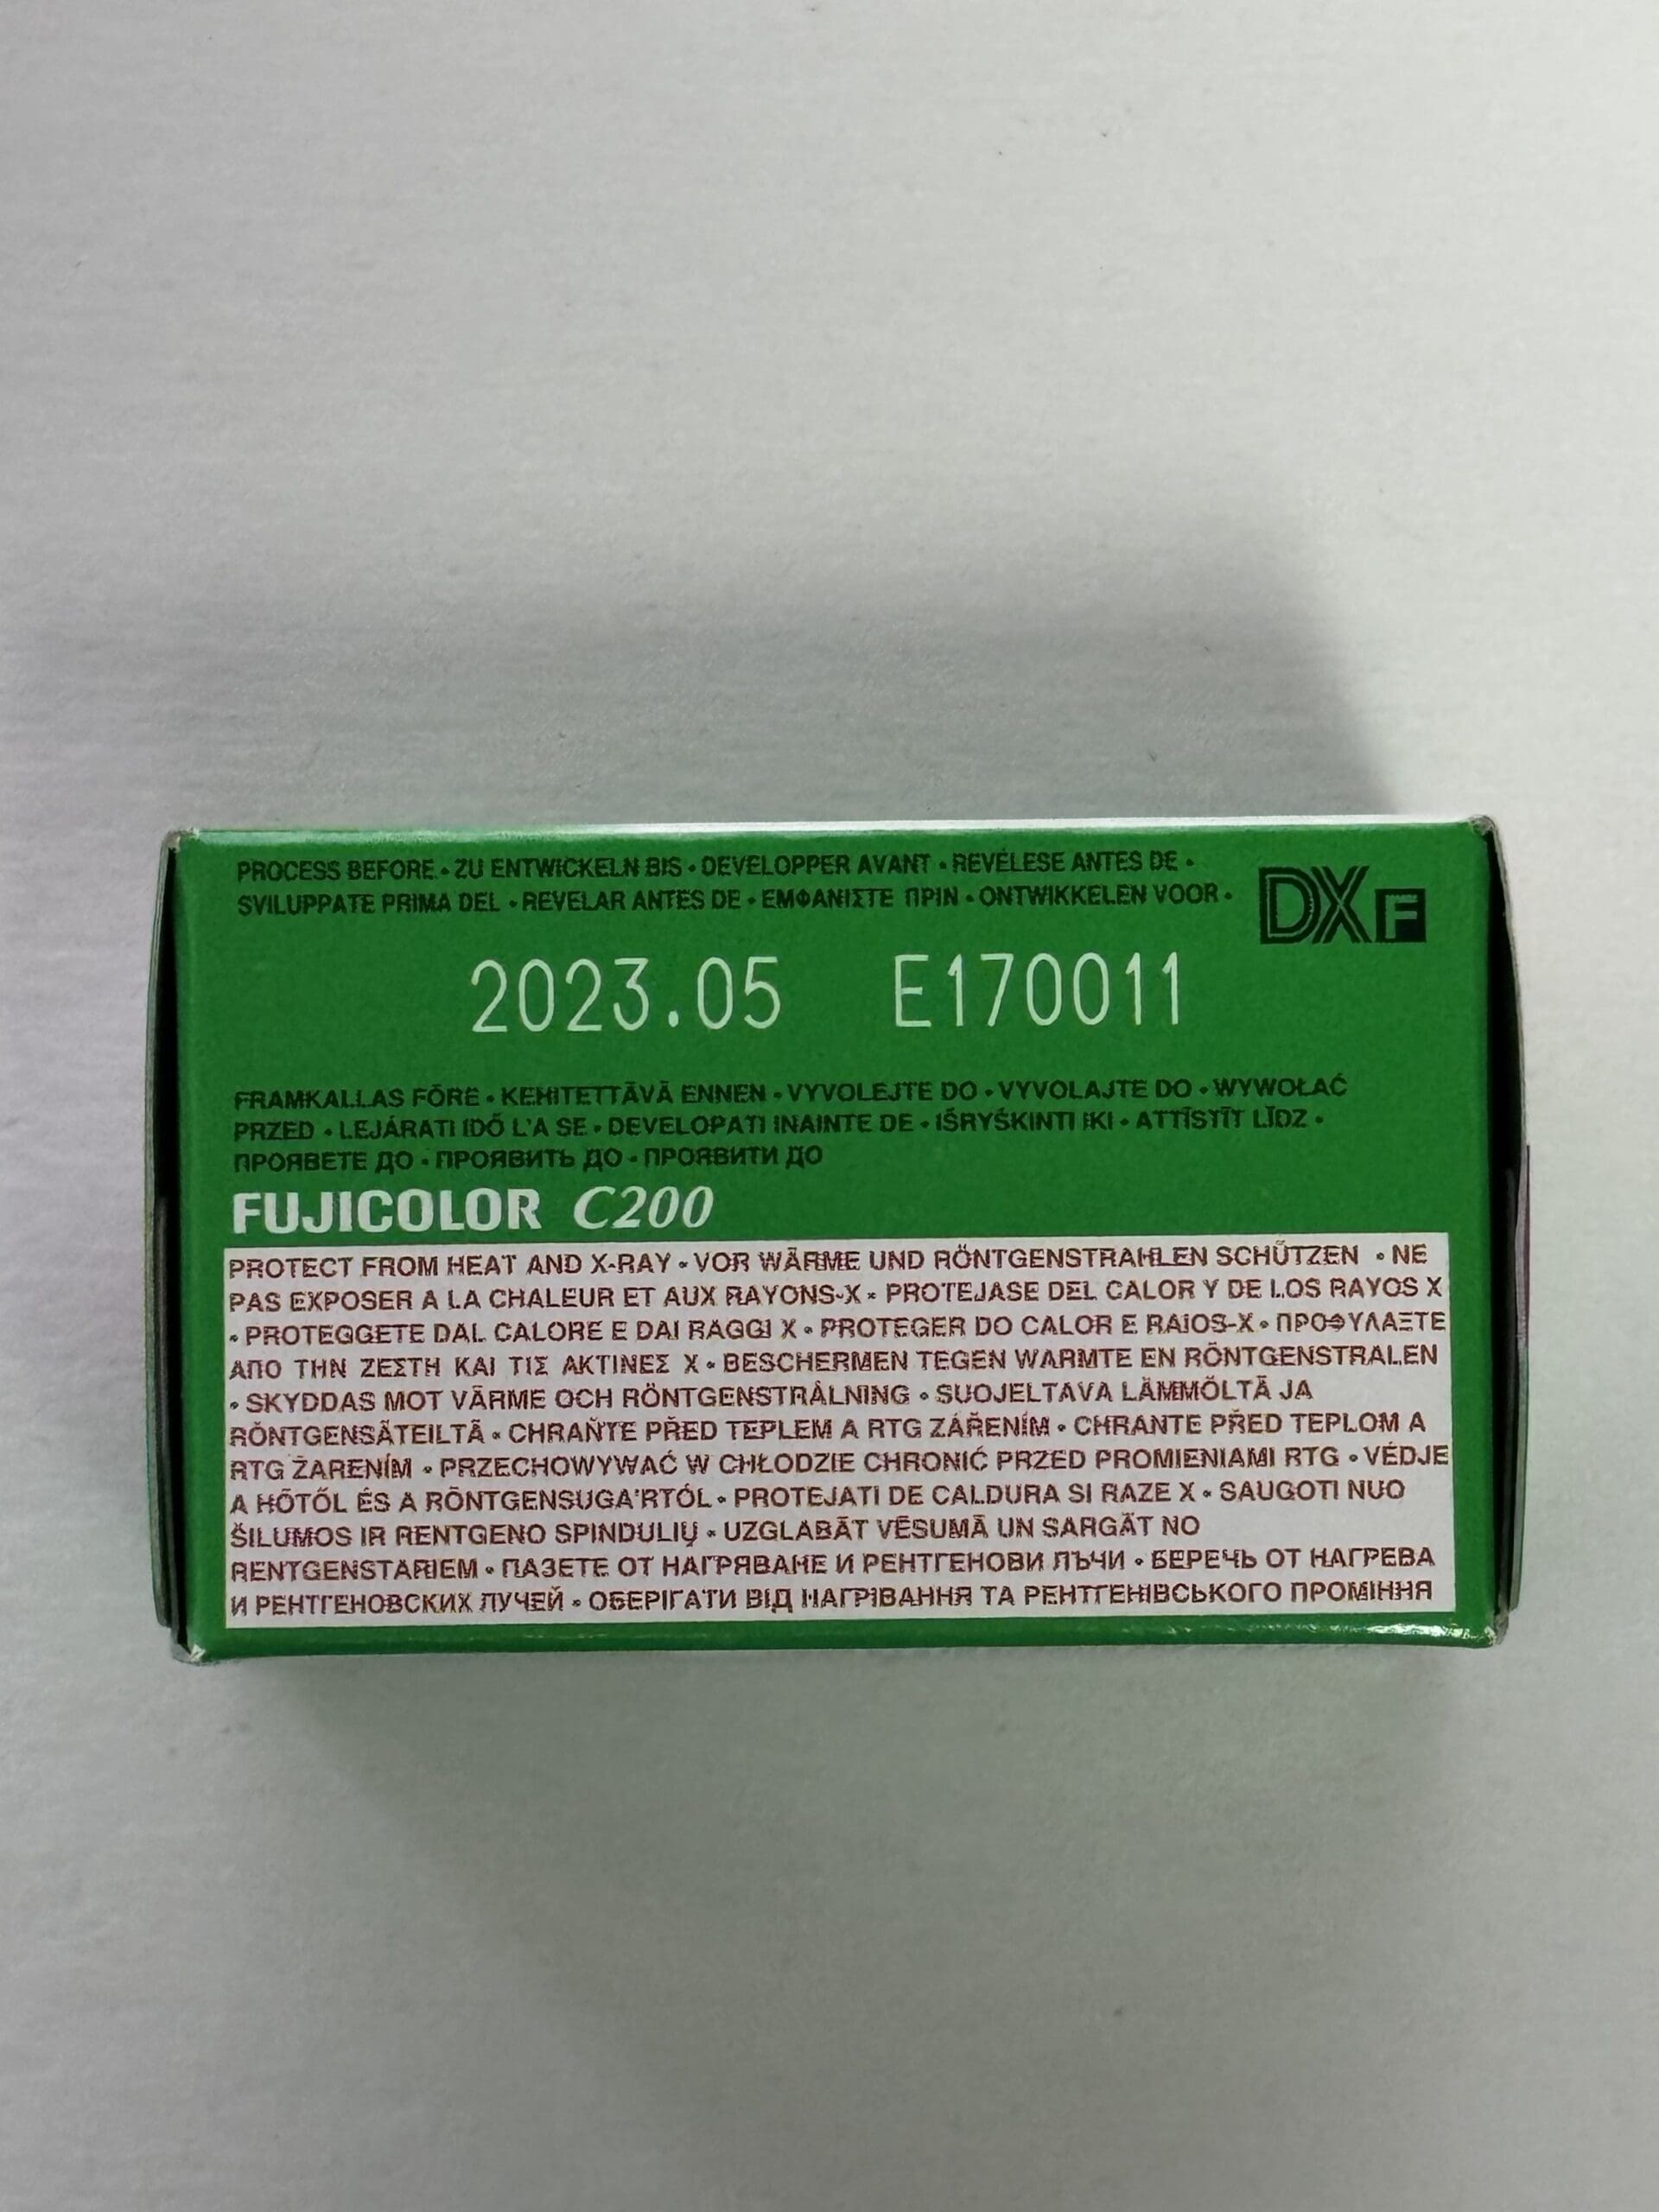 PROCESS BEFORE • ZU ENTWICKELN BIS • DEVELOPPER AVANT • REVÉLESE ANTES DE •
SVILUPPATE PRIMA DEL • REVELAR ANTES DE • ΕΜΦΑΝΙΣΤΕ ΠΡΙΝ • ONTWIKKELEN VOOR •
DXF
2023.05 E170011
FRAMKALLAS FÖRE • KEHITETTÄVÄ ENNEN • VYVOLEJTE DO • VYVOLAJTE DO • WYWOŁAĆ
PRZED • LEJÁRATI IDŐ L'A SE • DEVELOPATI INAINTE DE • IŠRYŠKINTI IKI • ATTĪSTĪT LĪDZ •
ПРОЯВЕТЕ ДО • ПРОЯВИТЬ ДО • ПРОЯВИТИ ДО
FUJICOLOR C200
PROTECT FROM HEAT AND X-RAY • VOR WÄRME UND RÖNTGENSTRAHLEN SCHÜTZEN • NE
PAS EXPOSER A LA CHALEUR ET AUX RAYONS-X • PROTEJASE DEL CALOR Y DE LOS RAYOS X
• PROTEGGETE DAL CALORE E DAI RAGGI X • PROTEGER DO CALOR E RAIOS-X • ΠΡΟΦΥΛΑΞΤΕ
ΑΠΟ ΤΗΝ ΖΕΣΤΗ ΚΑΙ ΤΙΣ ΑΚΤΙΝΕΣ Χ • BESCHERMEN TEGEN WARMTE EN RÖNTGENSTRALEN
• SKYDDAS MOT VÄRME OCH RÖNTGENSTRÅLNING • SUOJELTAVA LÄMMÖLTÄ JA
RÖNTGENSÄTEILTÄ • CHRAŇTE PŘED TEPLEM A RTG ZÁŘENÍM • CHRANTE PŘED TEPLOM A
RTG ŽARENÍM • PRZECHOWYWAĆ W CHŁODZIE CHRONIĆ PRZED PROMIENIAMI RTG • VÉDJE
A HŐTŐL ÉS A RÖNTGENSUGA'RTÓL • PROTEJATI DE CALDURA SI RAZE X • SAUGOTI NUO
ŠILUMOS IR RENTGENO SPINDULIŲ • UZGLABĀT VĒSUMĀ UN SARGĀT NO
RENTGENSTARIEM • ПАЗЕТЕ ОТ НАГРЯВАНЕ И РЕНТГЕНОВИ ЛЪЧИ • БЕРЕЧЬ ОТ НАГРЕВА
И РЕНТГЕНОВСКИХ ЛУЧЕЙ • ОБЕРІГАТИ ВІД НАГРІВАННЯ ТА РЕНТГЕНІВСЬКОГО ПРОМІННЯ